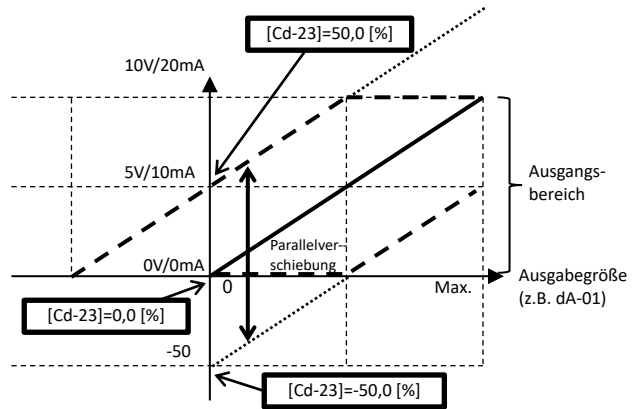 [Cd-23]=50,0 [%]
10V/20mA
5V/10mA
Ausgangs-
bereich
Parallelver--
schiebung
0V/0mA
0
Max.
Ausgabegröße
(z.B. dA-01)
[Cd-23]=0,0 [%]
-50
[Cd-23]=-50,0 [%]